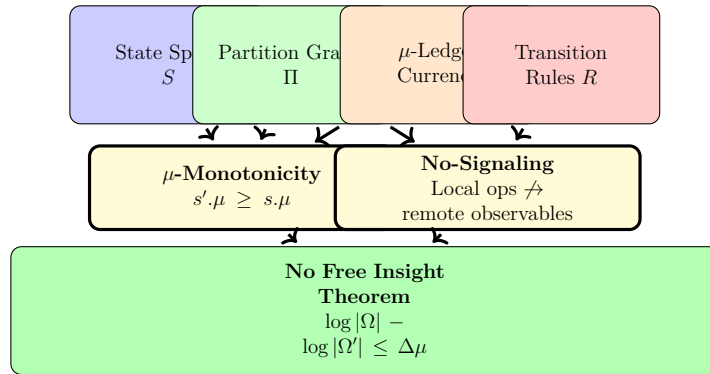 State Sp
S
Partition Gra
Π
μ-Ledge
Currenc
Transition
Rules R
μ-Monotonicity
s′.μ ≥ s.μ
No-Signaling
Local ops ↛
remote observables
No Free Insight
Theorem
log |Ω| −
log |Ω′| ≤ Δμ